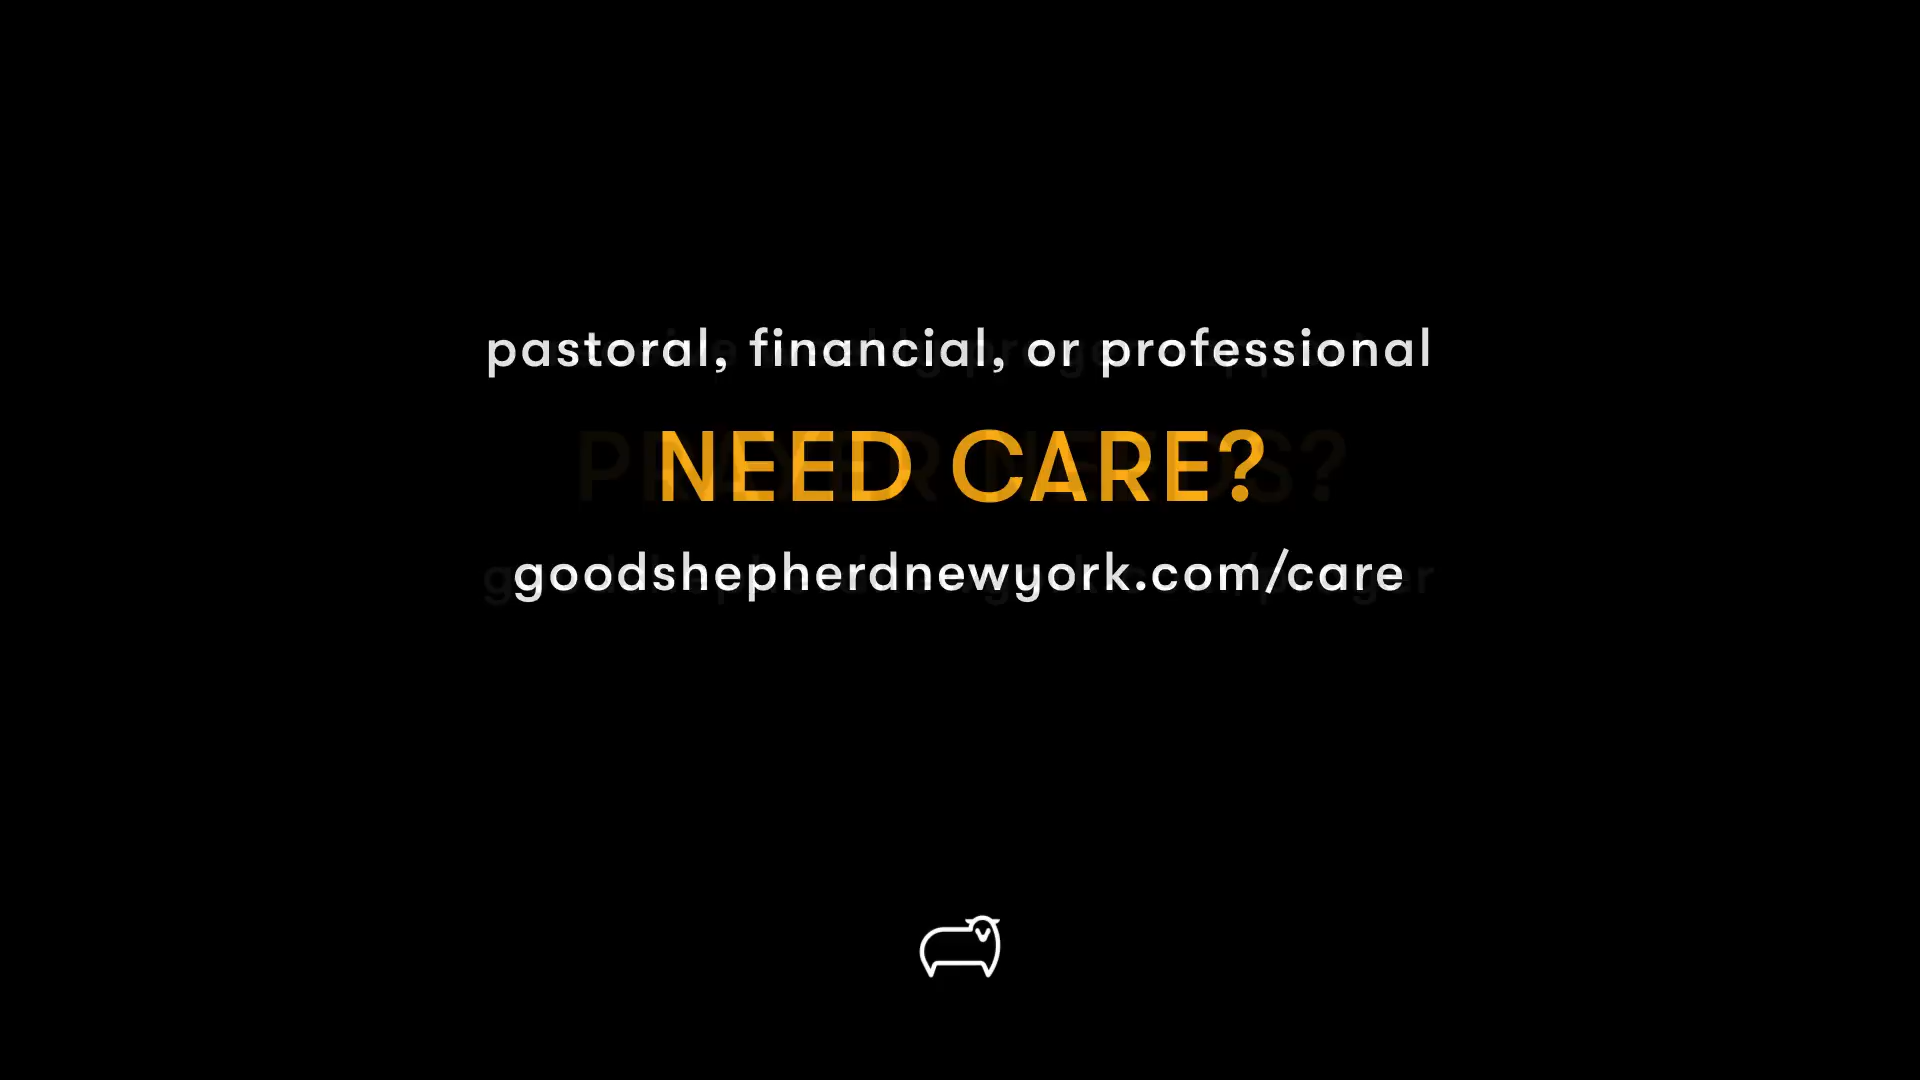 pastoral, financial, or professional
NEED CARE?
goodshepherdnewyork.com/care